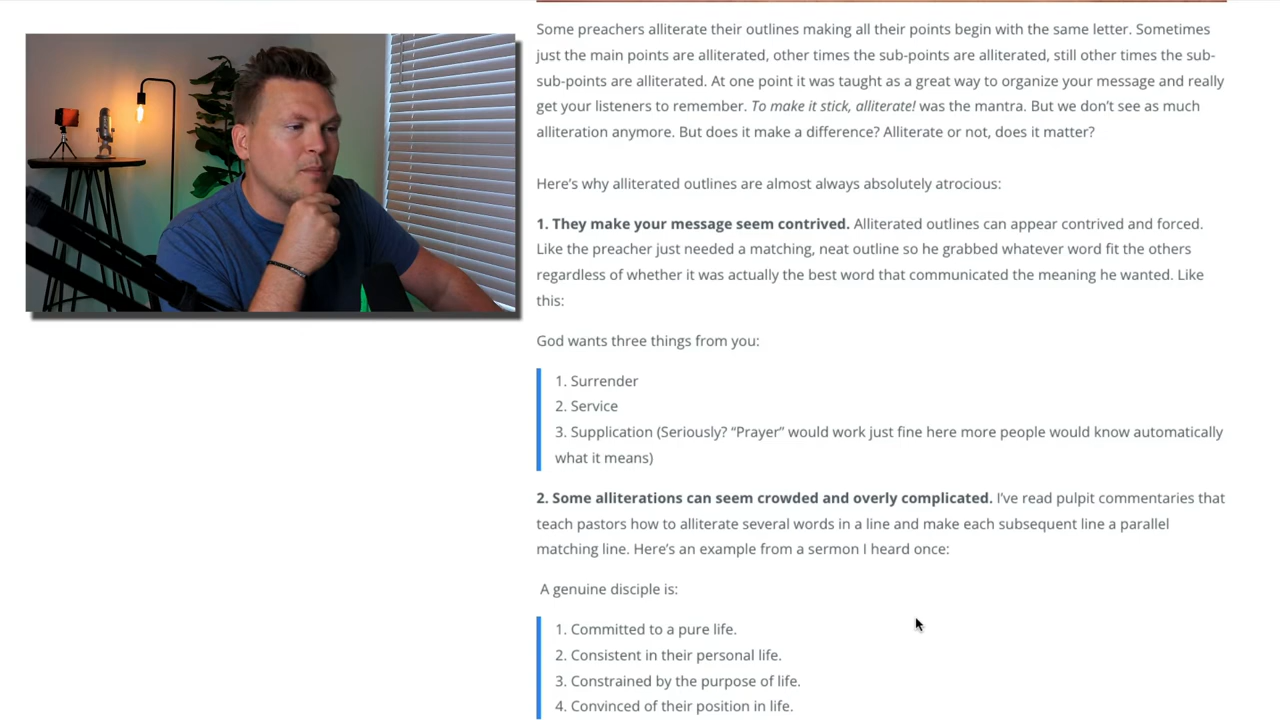 Some preachers alliterate their outlines making all their points begin with the same letter. Sometimes
just the main points are alliterated, other times the sub-points are alliterated, still other times the sub-
sub-points are alliterated. At one point it was taught as a great way to organize your message and really
get your listeners to remember. To make it stick, alliterate! was the mantra. But we don’t see as much
alliteration anymore. But does it make a difference? Alliterate or not, does it matter?
Here’s why alliterated outlines are almost always absolutely atrocious:
1. They make your message seem contrived. Alliterated outlines can appear contrived and forced.
Like the preacher just needed a matching, neat outline so he grabbed whatever word fit the others
regardless of whether it was actually the best word that communicated the meaning he wanted. Like
this:
God wants three things from you:
1. Surrender
2. Service
3. Supplication (Seriously? “Prayer” would work just fine here more people would know automatically
what it means)
2. Some alliterations can seem crowded and overly complicated. I’ve read pulpit commentaries that
teach pastors how to alliterate several words in a line and make each subsequent line a parallel
matching line. Here’s an example from a sermon I heard once:
A genuine disciple is:
1. Committed to a pure life.
2. Consistent in their personal life.
3. Constrained by the purpose of life.
4. Convinced of their position in life.